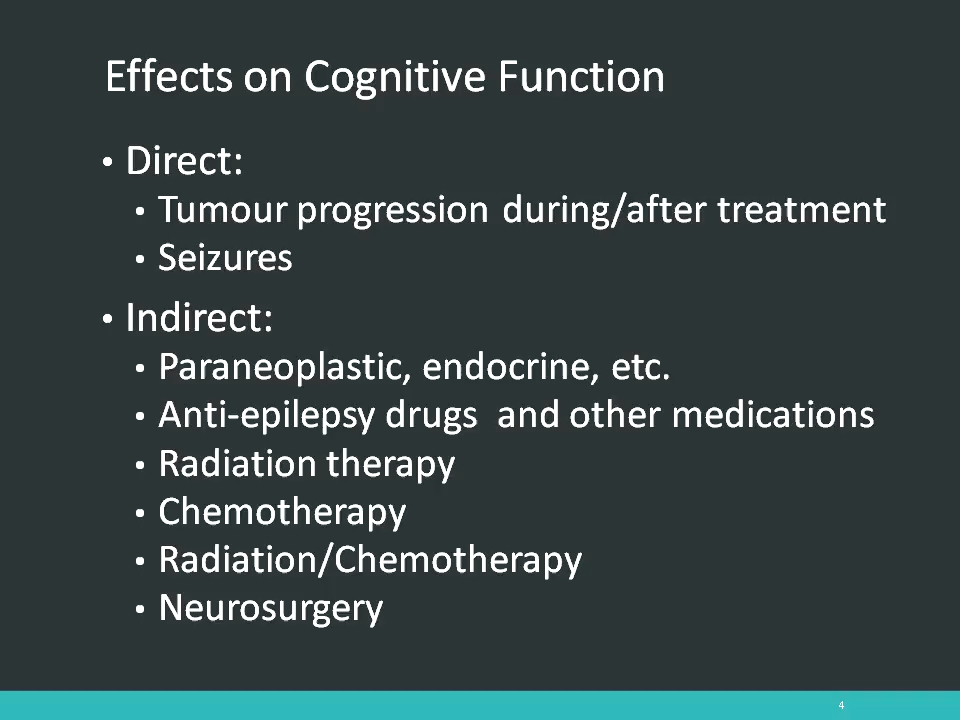 Effects on Cognitive Function
• Direct:
• Tumour progression during/after treatment
• Seizures
• Indirect:
• Paraneoplastic, endocrine, etc.
• Anti-epilepsy drugs  and other medications
• Radiation therapy
• Chemotherapy
• Radiation/Chemotherapy
• Neurosurgery
4